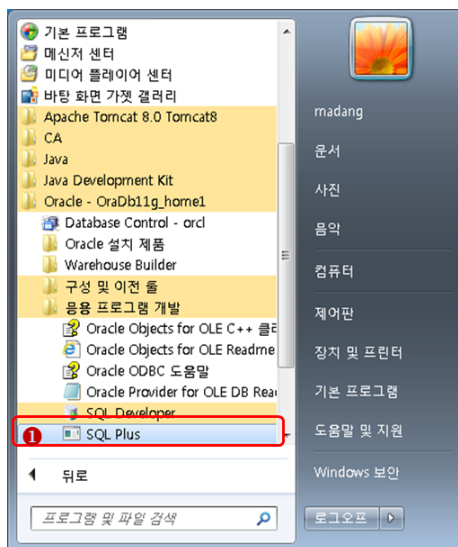 기본 프로그램
메신저 센터
미디어 플레이어 센터
바탕 화면 가젯 갤러리
Apache Tomcat 8.0 Tomcat8
CA
Java
Java Development Kit
Oracle - OraDb11g_home1
Database Control - orcl
Oracle 설치 제품
Warehouse Builder
구성 및 이전 툴
응용 프로그램 개발
Oracle Objects for OLE C++ 클래
Oracle Objects for OLE Readme
Oracle ODBC 도움말
Oracle Provider for OLE DB Read
SQL Developer
1 SQL Plus
뒤로
프로그램 및 파일 검색
madang
문서
사진
음악
컴퓨터
제어판
장치 및 프린터
기본 프로그램
도움말 및 지원
Windows 보안
로그오프